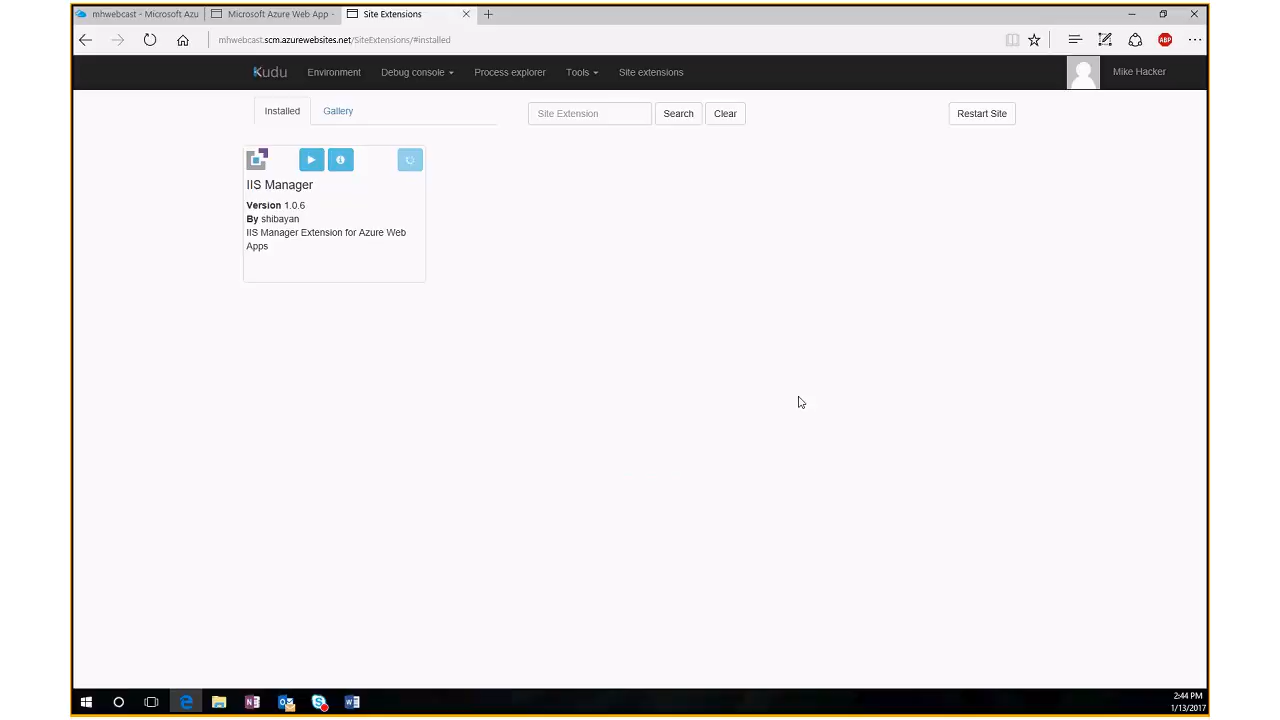 mhwebcast - Microsoft Azu
Microsoft Azure Web App -
Site Extensions
mhwebcast.scm.azurewebsites.net/SiteExtensions/#installed
ABP
Kudu
Environment
Debug console
Process explorer
Tools
Site extensions
Mike Hacker
Installed
Gallery
Site Extension
Search
Clear
Restart Site
IIS Manager
Version 1.0.6
By shibayan
IIS Manager Extension for Azure Web
Apps
2:44 PM
1/13/2017